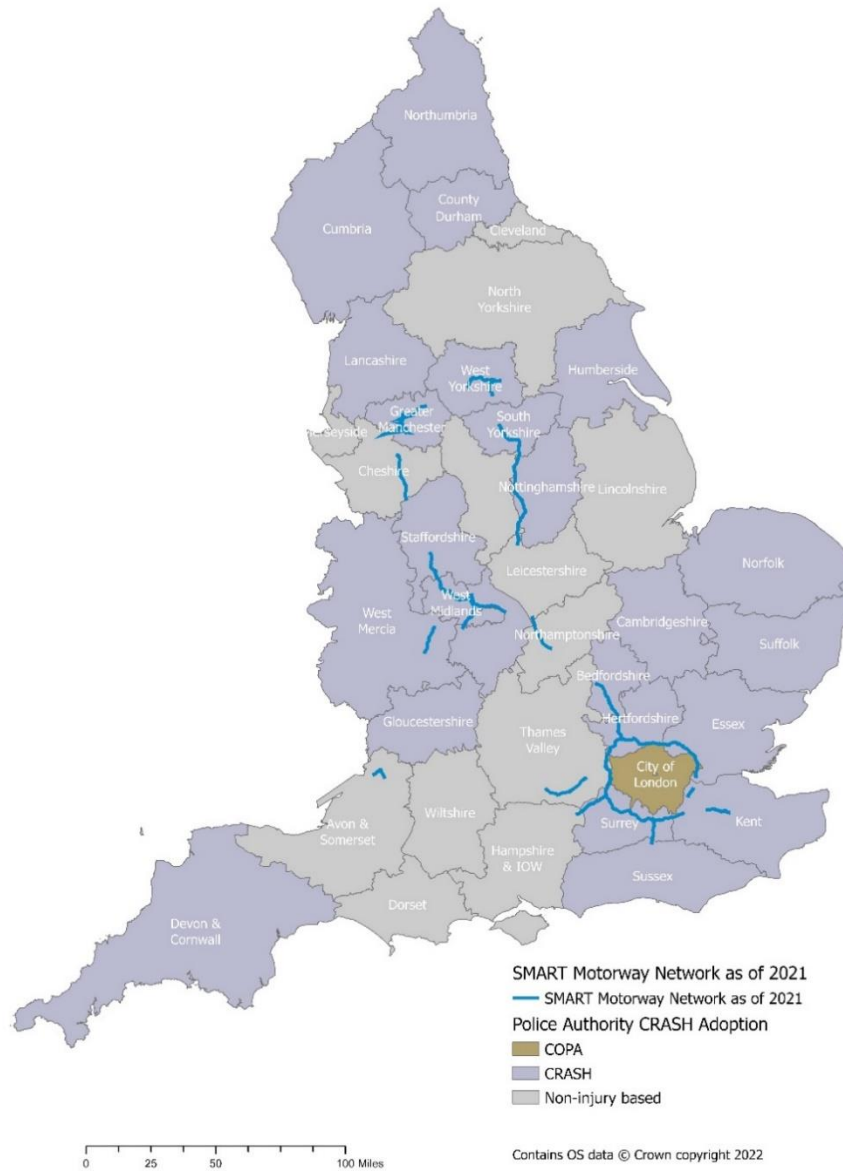 Northumbria
County
Durham
Cumbria
Cleveland
North
Yorkshire
Lancashire
West
Yorkshire
Humberside
Greater
Manchester
South
Yorkshire
erseyside
Cheshire
Nottinghamshire
Lincolnshire
Staffordshire
Leicestershire
Norfolk
West
Midlands
West
Mercia
Northamptonshire
Cambridgeshire
Suffolk
Bedfordshire
Gloucestershire
Hertfordshire
Essex
Thames
Valley
City of
London
Avon &
Somerset
Wiltshire
Surrey
Kent
Hampshire
& IOW
Sussex
Dorset
Devon &
Cornwall
SMART Motorway Network as of 2021
SMART Motorway Network as of 2021
Police Authority CRASH Adoption
COPA
CRASH
Non-injury based
0 25 50 100 Miles
Contains OS data © Crown copyright 2022